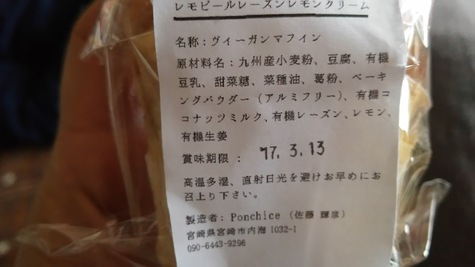 レモピールレーズンレモンクリーム
名称:ヴィーガンマフィン
原材料名:九州産小麦粉、豆腐、有機
豆乳、甜菜糖、菜種油、葛粉、ベーキ
ングパウダー(アルミフリー)、有機コ
コナッツミルク、有機レーズン、レモン、
有機生姜
賞味期限: '17.3.13
高温多湿、直射日光を避けお早めにお
召上り下さい。
製造者:Ponchice(佐藤 輝彦)
宮崎県宮崎市内海 1032-1
090-6443-9296